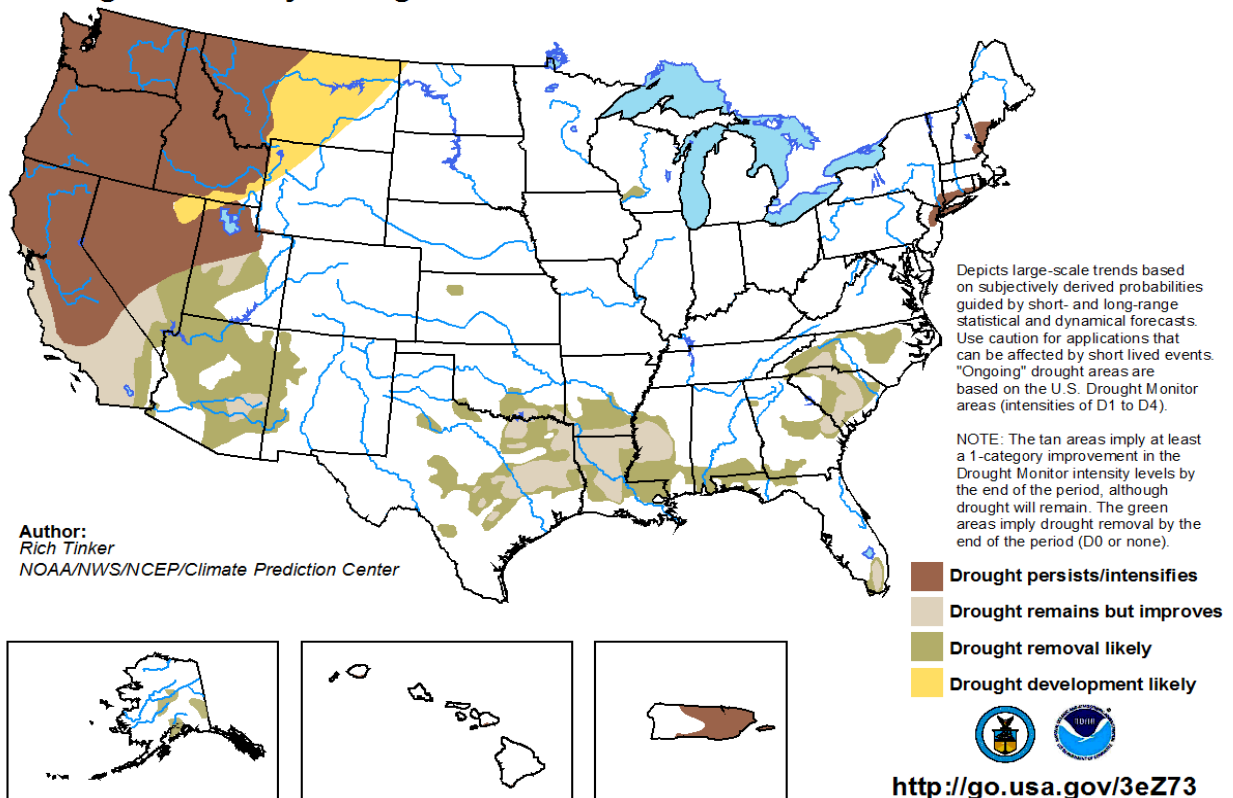 Depicts large-scale trends based
on subjectively derived probabilities
guided by short- and long-range
statistical and dynamical forecasts.
Use caution for applications that
can be affected by short lived events.
"Ongoing" drought areas are
based on the U.S. Drought Monitor
areas (intensities of D1 to D4).
NOTE: The tan areas imply at least
a 1-category improvement in the
Drought Monitor intensity levels by
the end of the period, although
drought will remain. The green
areas imply drought removal by the
end of the period (D0 or none).
Author:
Rich Tinker
NOAA/NWS/NCEP/Climate Prediction Center
Drought persists/intensifies
Drought remains but improves
Drought removal likely
Drought development likely
http://go.usa.gov/3eZ73